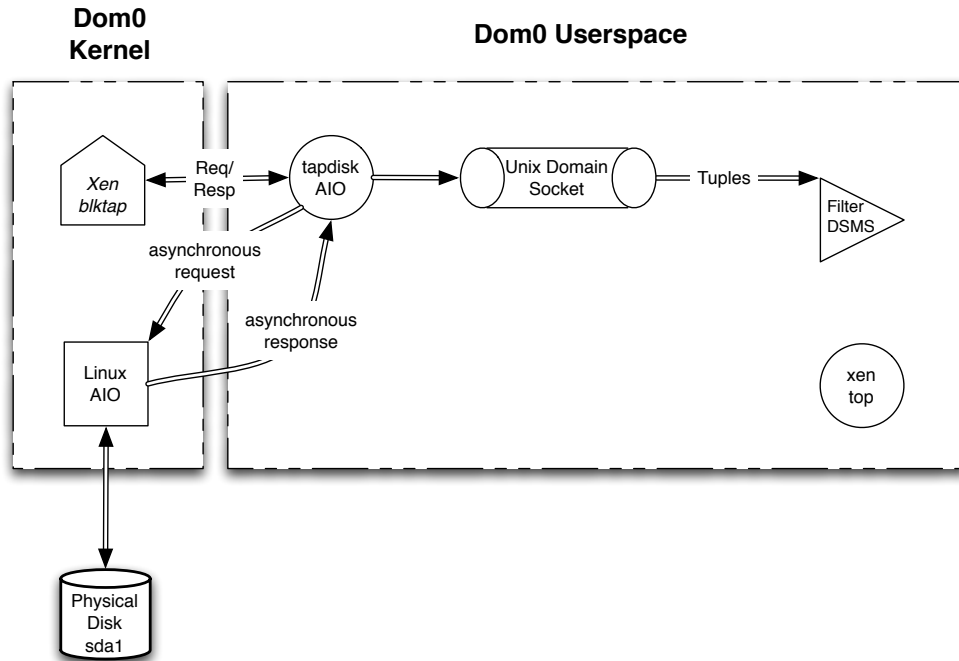 Dom0
Kernel
Dom0 Userspace
Xen
blktap
Req/
Resp
tapdisk
AIO
Unix Domain
Socket
Tuples
Filter
DSMS
asynchronous
request
asynchronous
response
Linux
AIO
xen
top
Physical
Disk
sda1